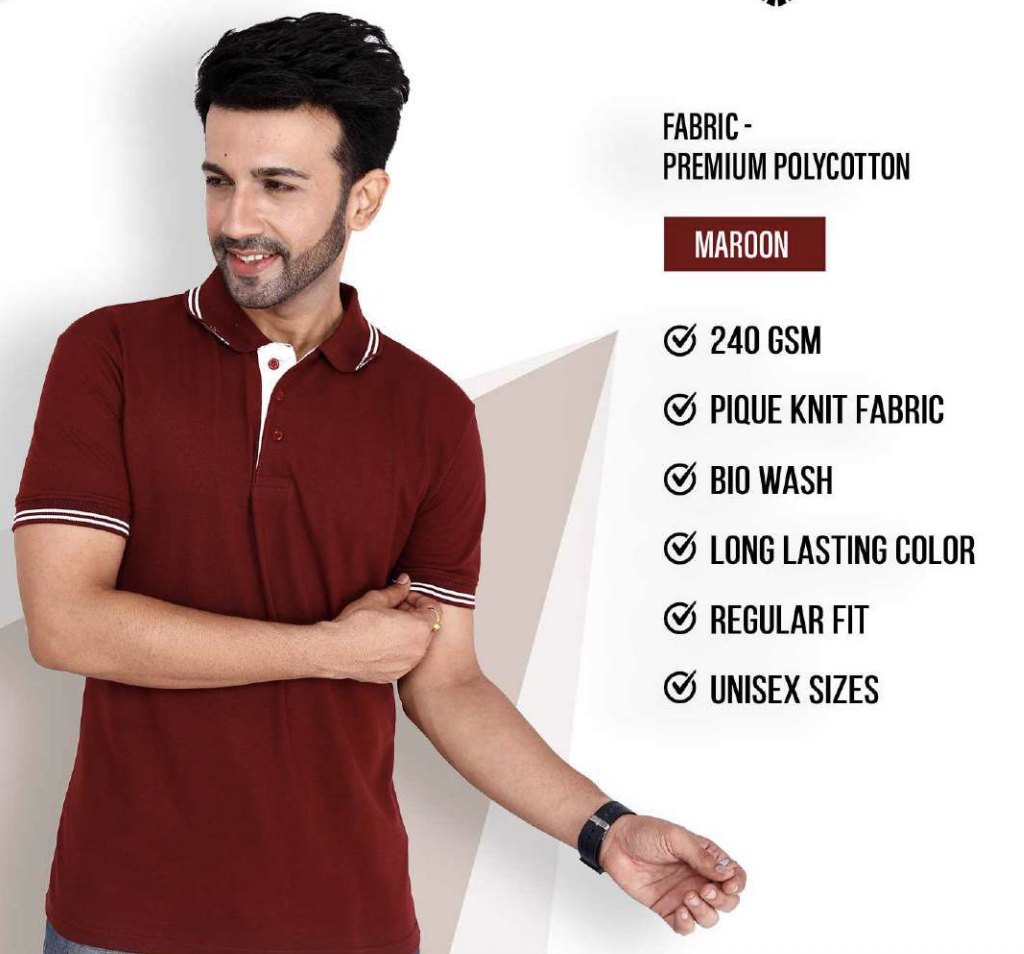 FABRIC -
PREMIUM POLYCOTTON
MAROON
240 GSM
PIQUE KNIT FABRIC
BIO WASH
LONG LASTING COLOR
REGULAR FIT
UNISEX SIZES